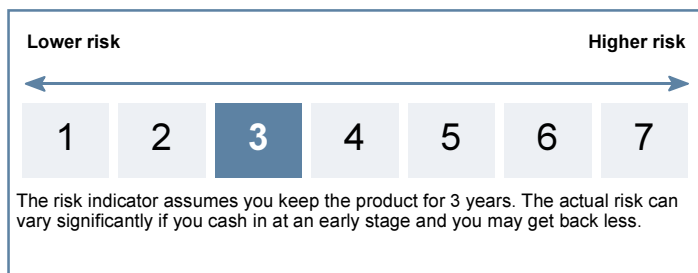 Lower risk Higher risk
1 2 3 4 5 6 7
The risk indicator assumes you keep the product for 3 years. The actual risk can
vary significantly if you cash in at an early stage and you may get back less.